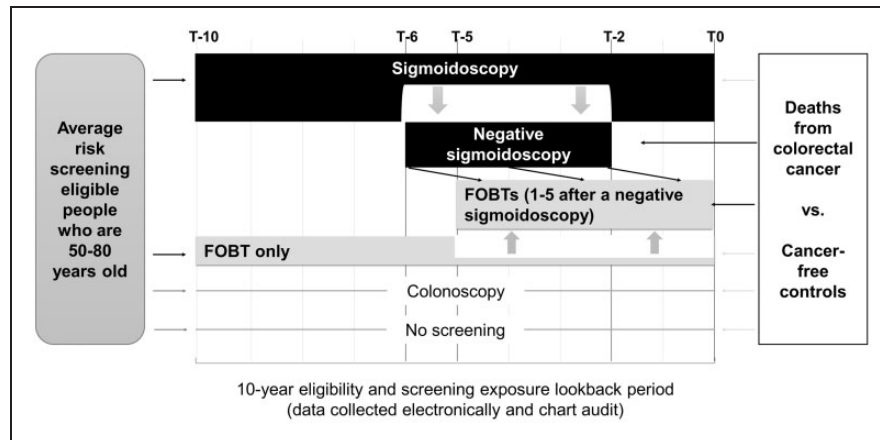 T-10 T-6 T-5 T-2 T0
Sigmoidoscopy
Average
risk
screening
eligible
people
who are
50-80
years old
Negative
sigmoidoscopy
FOBTs (1-5 after a negative
sigmoidoscopy)
FOBT only
Colonoscopy
No screening
Deaths
from
colorectal
cancer
vs.
Cancer-
free
controls
10-year eligibility and screening exposure lookback period
(data collected electronically and chart audit)